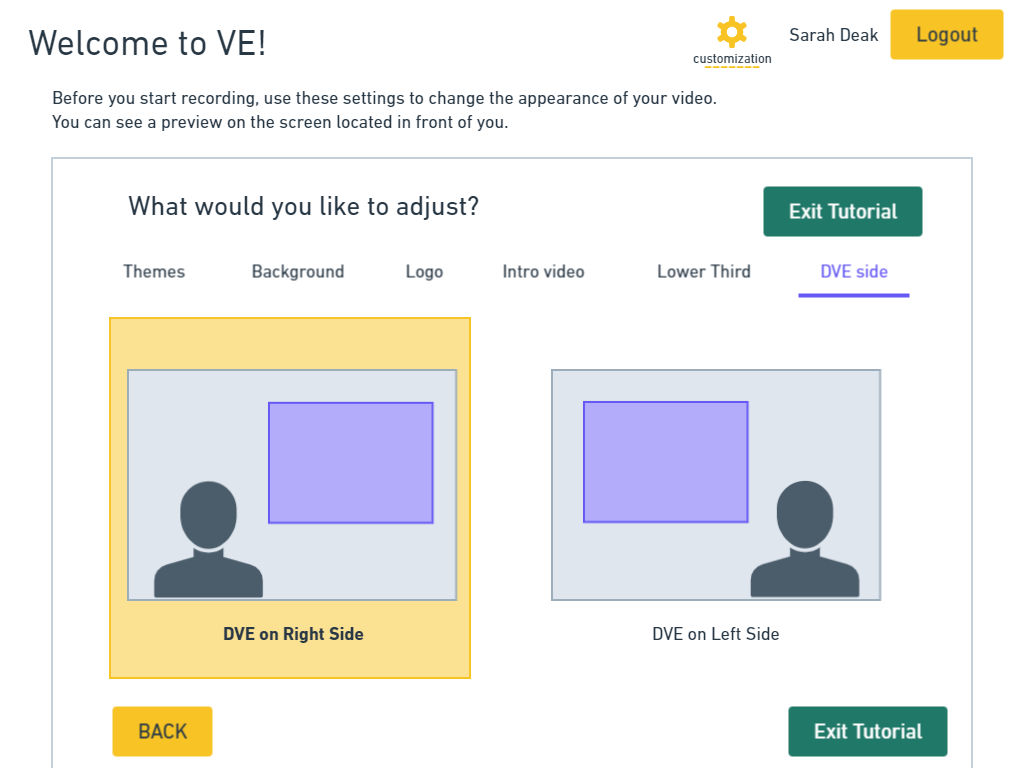 Welcome to VE!
customization
Sarah Deak
Logout
Before you start recording, use these settings to change the appearance of your video.
You can see a preview on the screen located in front of you.
What would you like to adjust?
Exit Tutorial
Themes
Background
Logo
Intro video
Lower Third
DVE side
DVE on Right Side
DVE on Left Side
BACK
Exit Tutorial